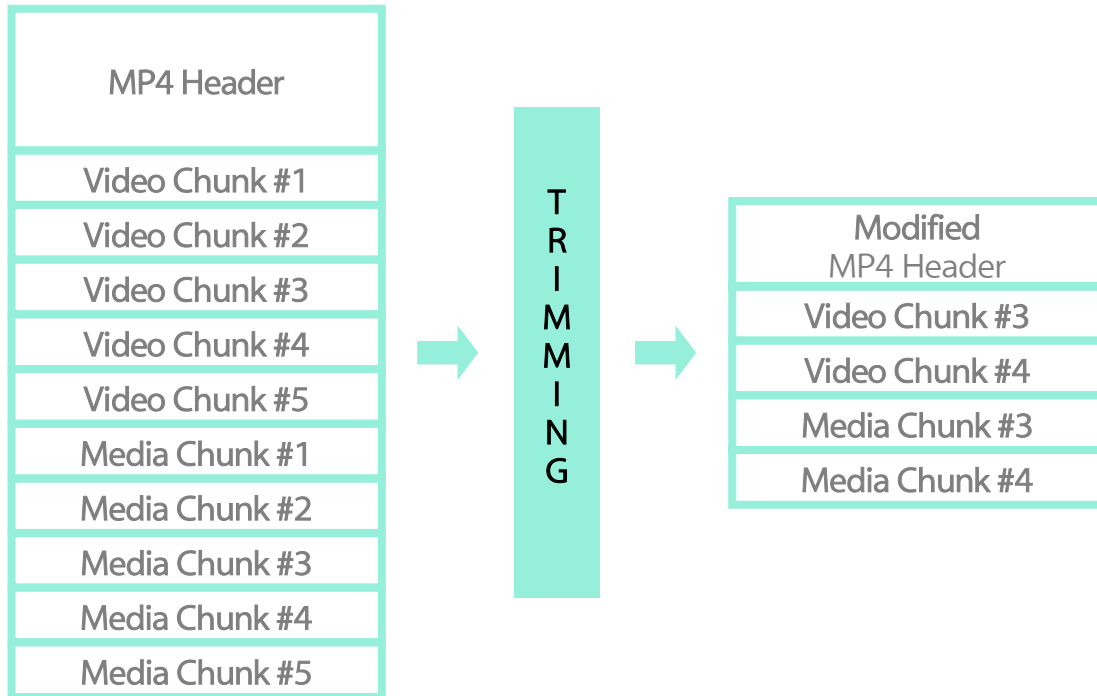 MP4 Header
Video Chunk #1
Video Chunk #2
Video Chunk #3
Video Chunk #4
Video Chunk #5
Media Chunk #1
Media Chunk #2
Media Chunk #3
Media Chunk #4
Media Chunk #5
TRIMMING
Modified
MP4 Header
Video Chunk #3
Video Chunk #4
Media Chunk #3
Media Chunk #4